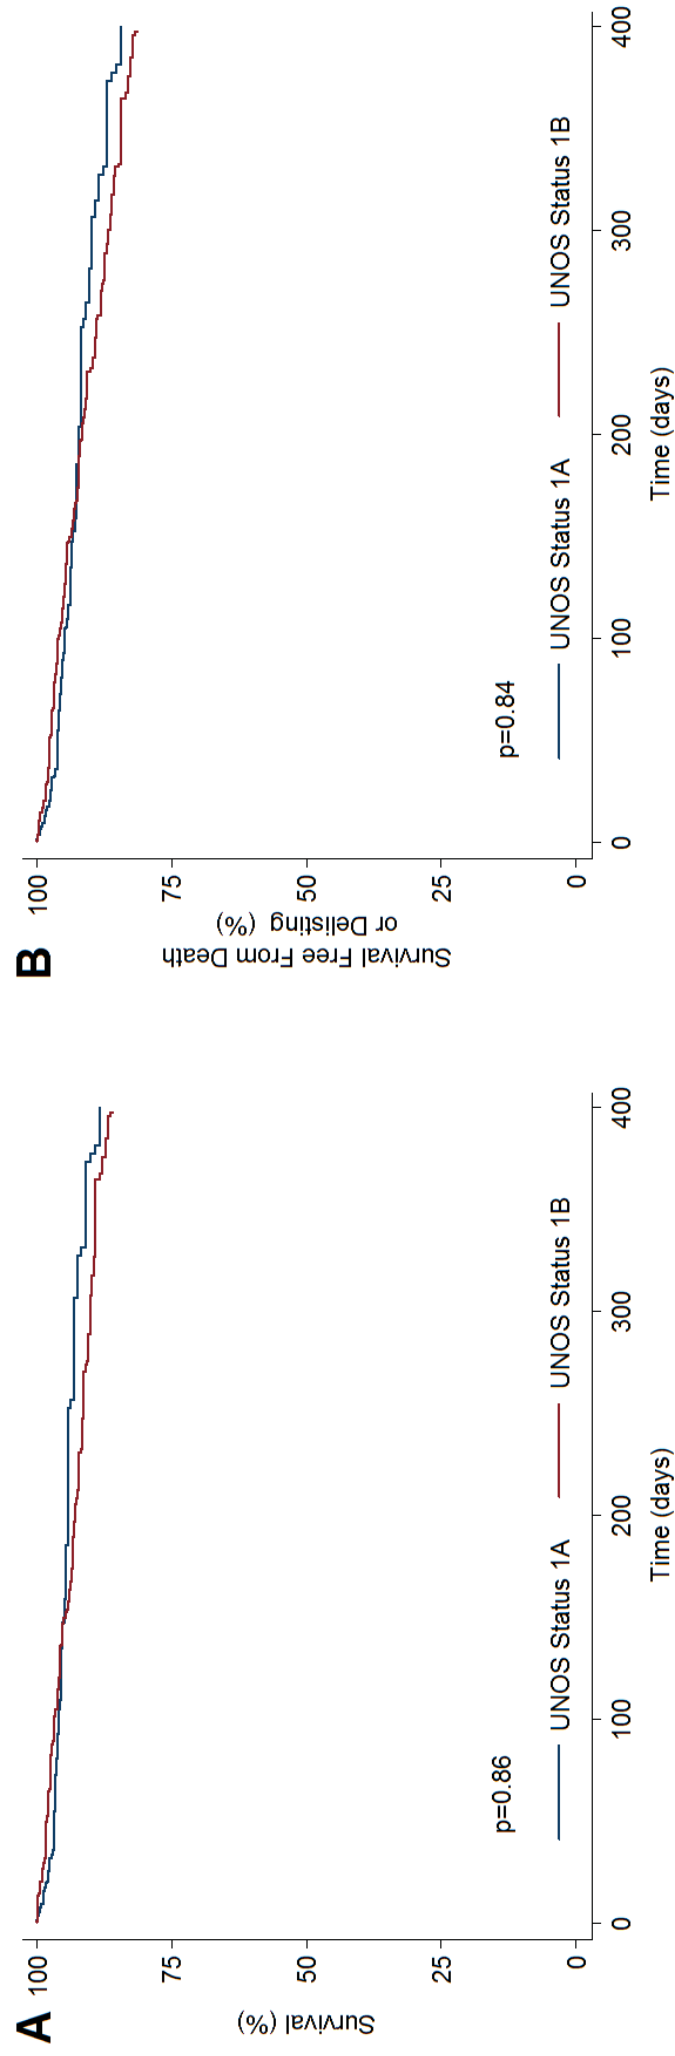 A
100
75
50
25
0
Survival (%)
p=0.86
UNOS Status 1A
UNOS Status 1B
0
100
200
300
400
Time (days)
B
100
75
50
25
0
Survival Free From Death
or Delisting (%)
p=0.84
UNOS Status 1A
UNOS Status 1B
0
100
200
300
400
Time (days)